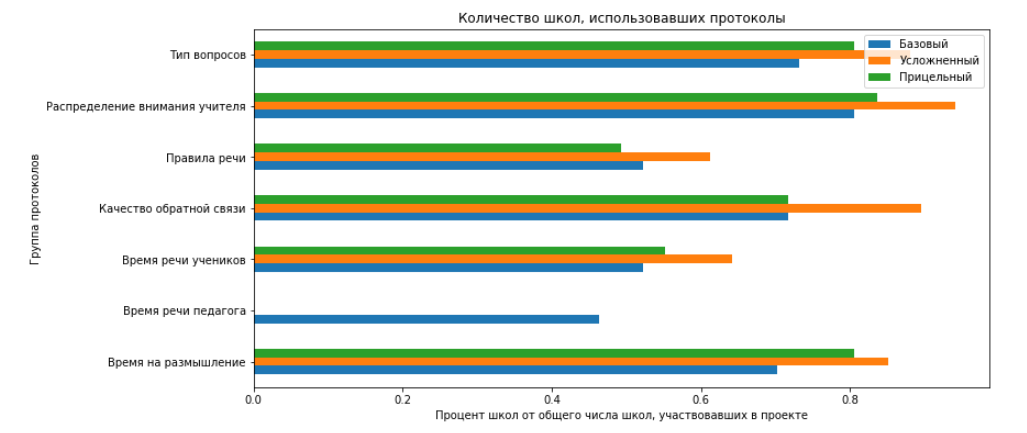 Количество школ, использовавших протоколы
Базовый
Усложненный
Прицельный
Тип вопросов
Распределение внимания учителя
Правила речи
Качество обратной связи
Время речи учеников
Время речи педагога
Время на размышление
Группа протоколов
0.0 0.2 0.4 0.6 0.8
Процент школ от общего числа школ, участвовавших в проекте